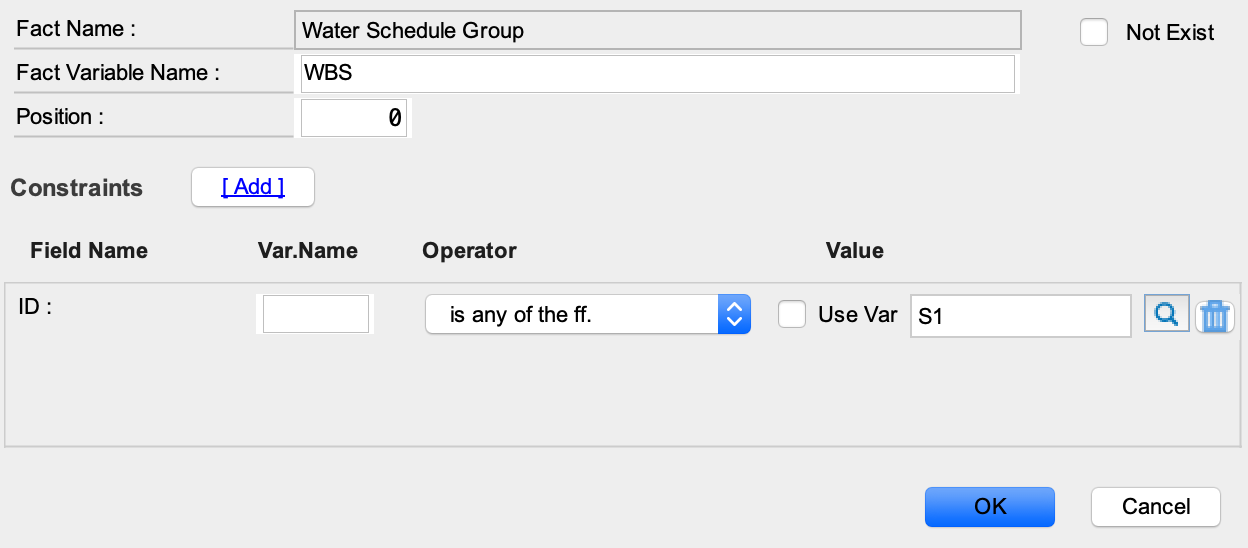 Fact Name : Water Schedule Group Not Exist
Fact Variable Name : WBS
Position : 0
Constraints [ Add ]
Field Name Var.Name Operator Value
ID : is any of the ff. Use Var S1
OK Cancel